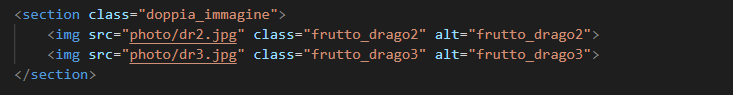 <section class="doppia_immagine">
<img src="photo/dr2.jpg" class="frutto_drago2" alt="frutto_drago2">
<img src="photo/dr3.jpg" class="frutto_drago3" alt="frutto_drago3">
</section>